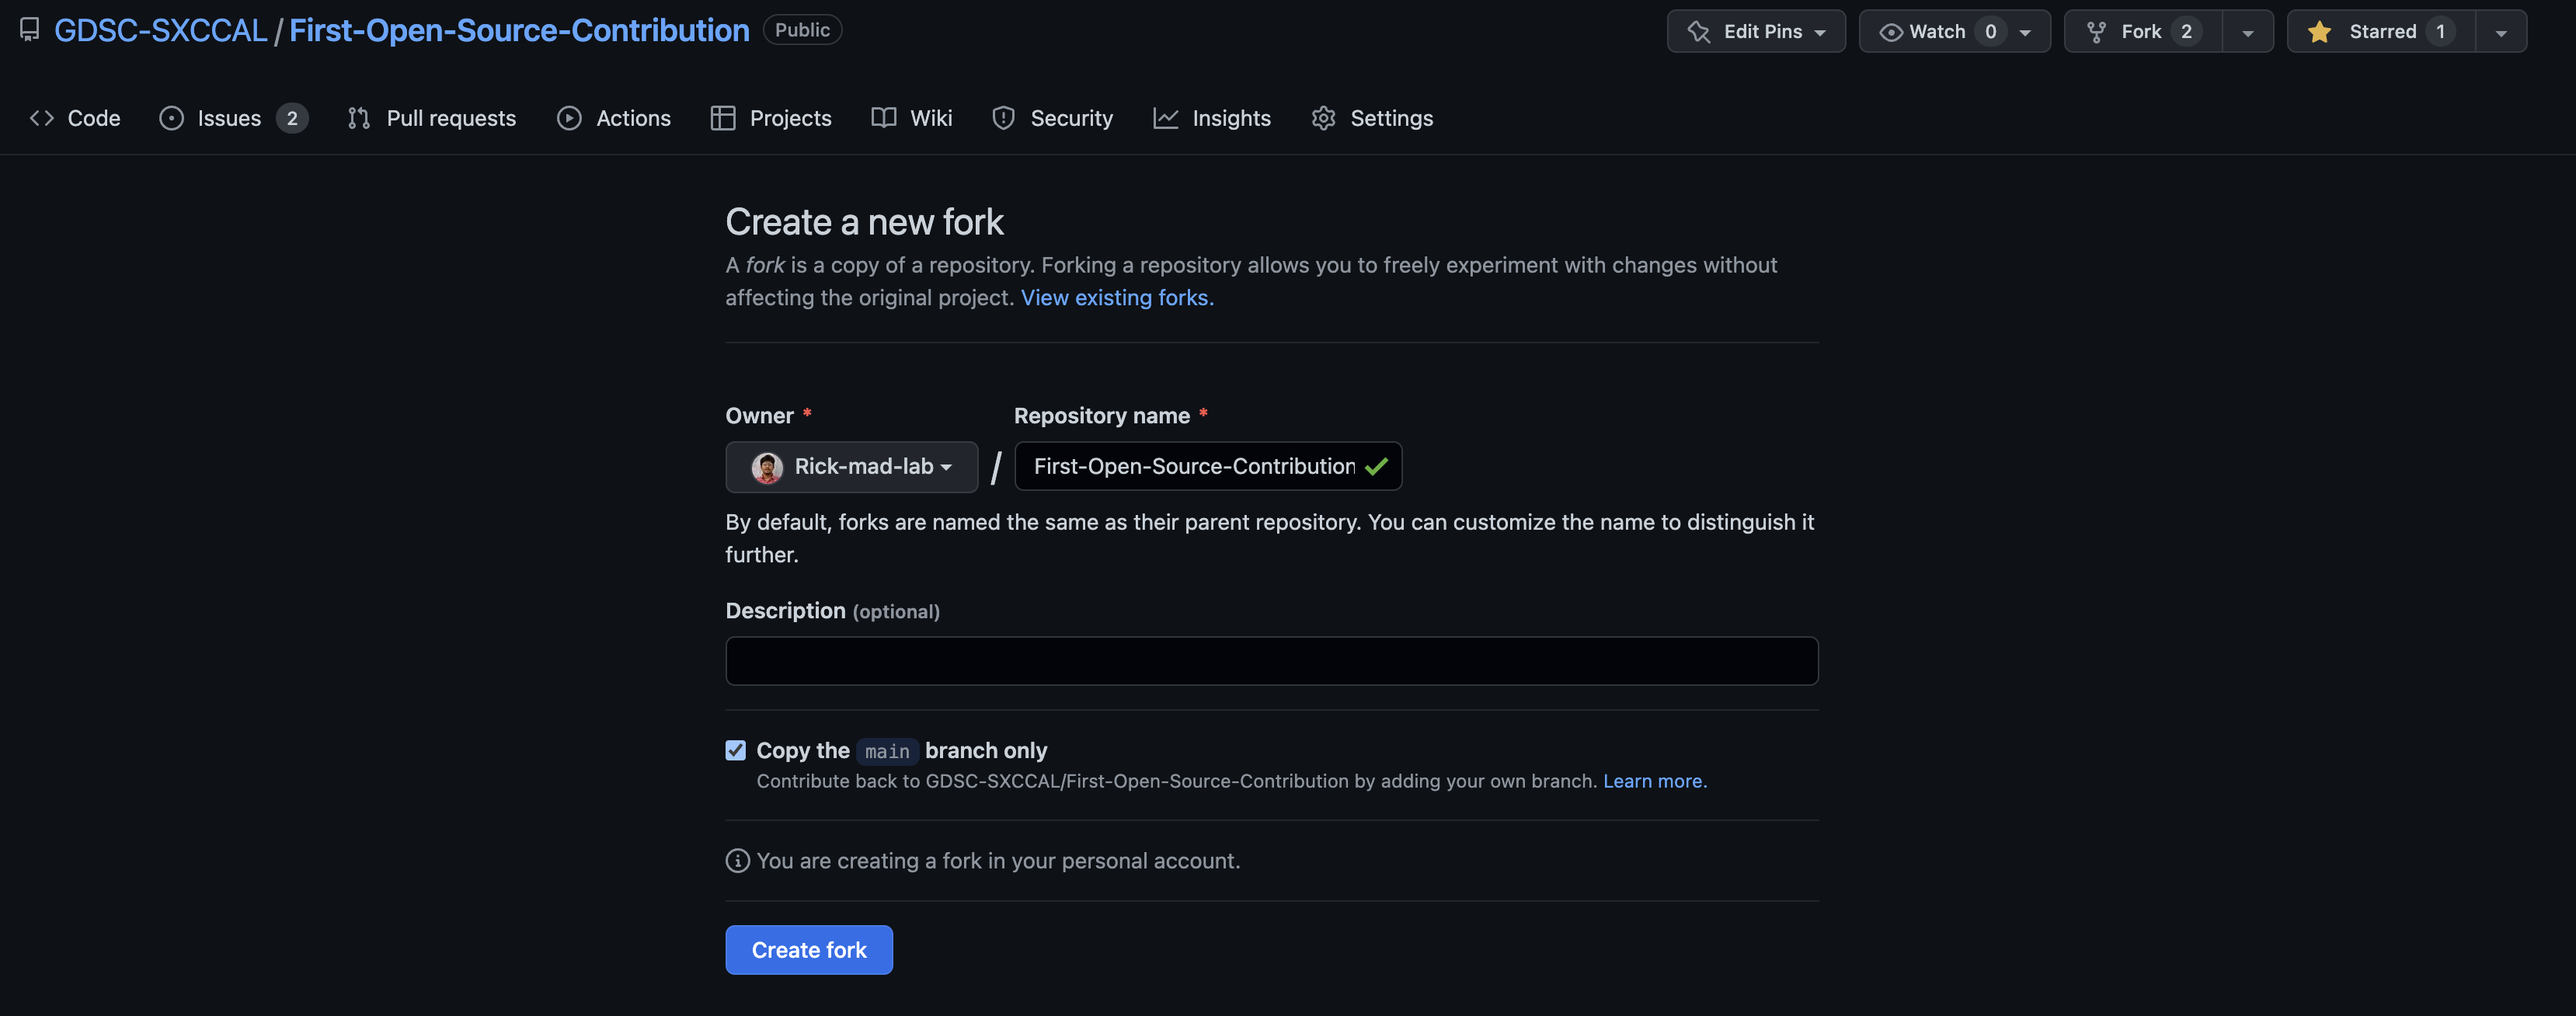 GDSC-SXCCAL / First-Open-Source-Contribution Public
Edit Pins Watch 0 Fork 2 Starred 1
Code Issues 2 Pull requests Actions Projects Wiki Security Insights Settings
Create a new fork
A fork is a copy of a repository. Forking a repository allows you to freely experiment with changes without
affecting the original project. View existing forks.
Owner * Repository name *
Rick-mad-lab / First-Open-Source-Contribution
By default, forks are named the same as their parent repository. You can customize the name to distinguish it
further.
Description (optional)
Copy the main branch only
Contribute back to GDSC-SXCCAL/First-Open-Source-Contribution by adding your own branch. Learn more.
You are creating a fork in your personal account.
Create fork